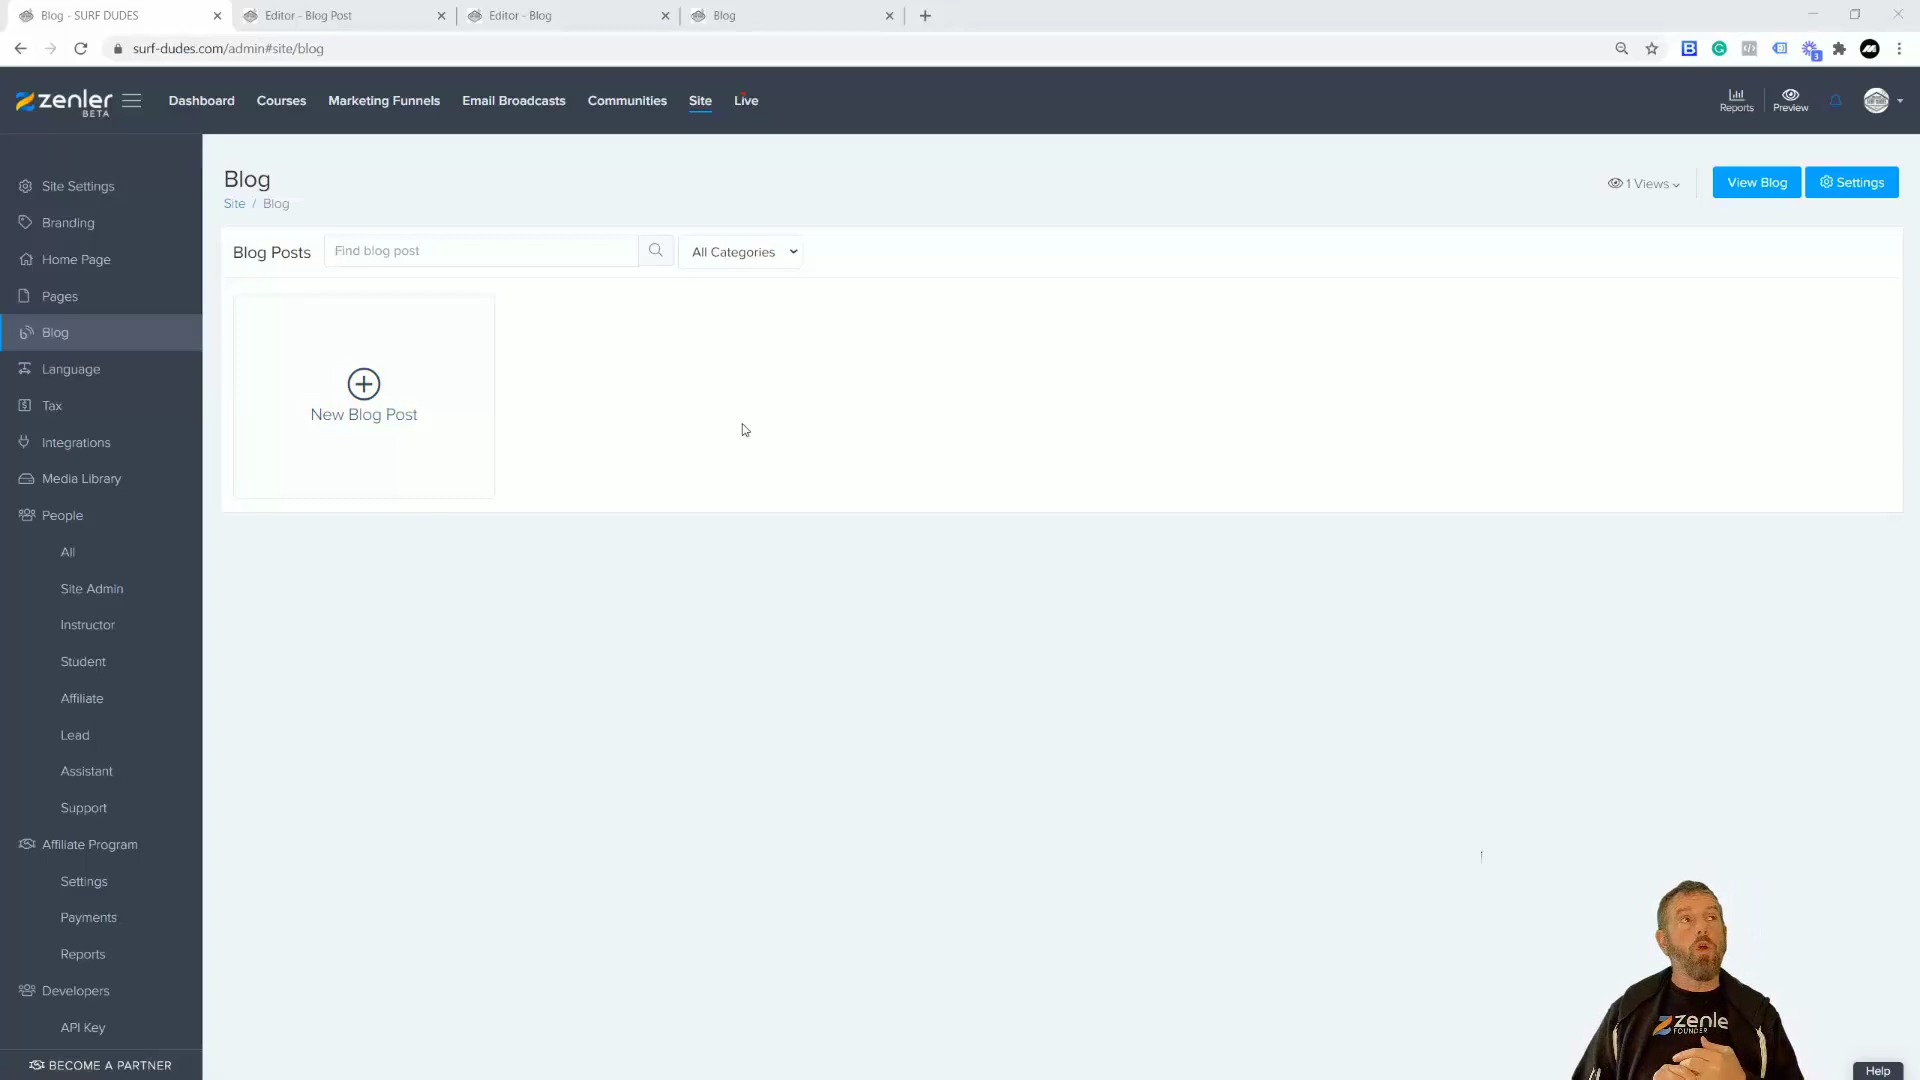 Blog - SURF DUDES
Editor - Blog Post
Editor - Blog
Blog
surf-dudes.com/admin#site/blog
3
zenler
BETA
Dashboard
Courses
Marketing Funnels
Email Broadcasts
Communities
Site
Live
Reports
Preview
Site Settings
Branding
Home Page
Pages
Blog
Language
Tax
Integrations
Media Library
People
All
Site Admin
Instructor
Student
Affiliate
Lead
Assistant
Support
Affiliate Program
Settings
Payments
Reports
Developers
API Key
BECOME A PARTNER
Blog
Site / Blog
1 Views
View Blog
Settings
Blog Posts
Find blog post
All Categories
New Blog Post
zenle
FOUNDER
Help